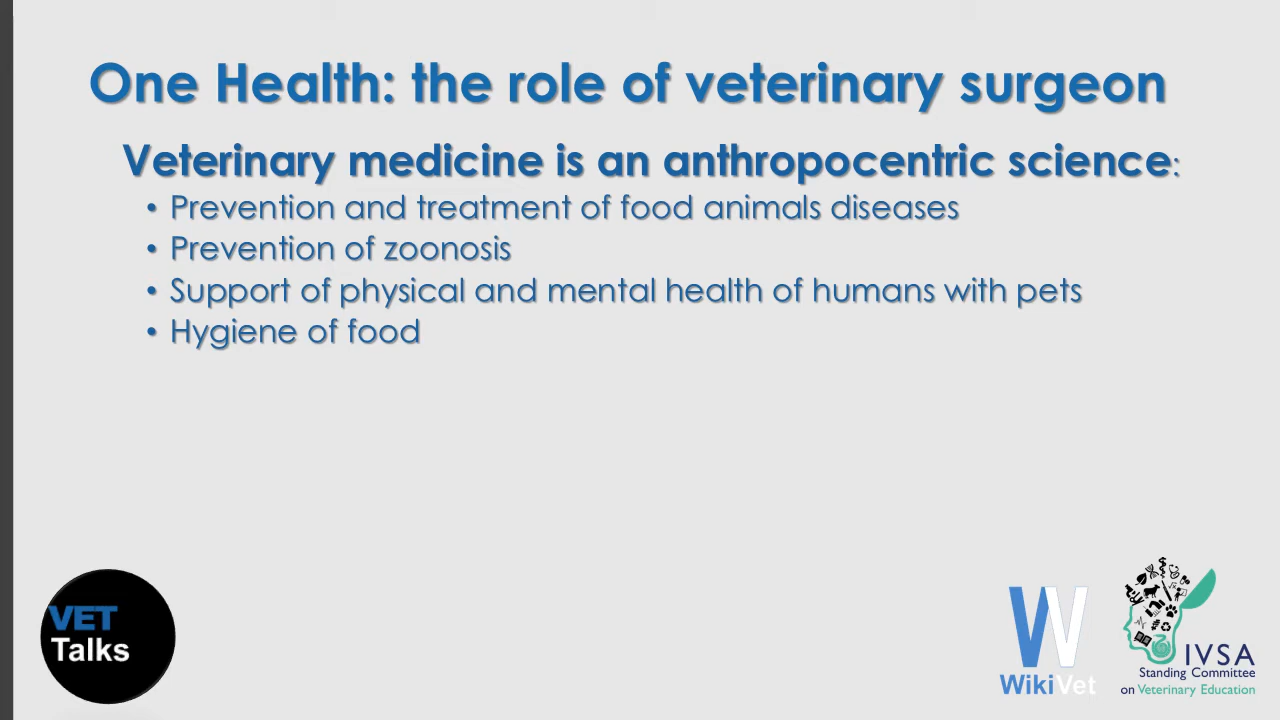 One Health: the role of veterinary surgeon
Veterinary medicine is an anthropocentric science:
• Prevention and treatment of food animals diseases
• Prevention of zoonosis
• Support of physical and mental health of humans with pets
• Hygiene of food
VET
Talks
W
WikiVet
IVSA
Standing Committee
on Veterinary Education